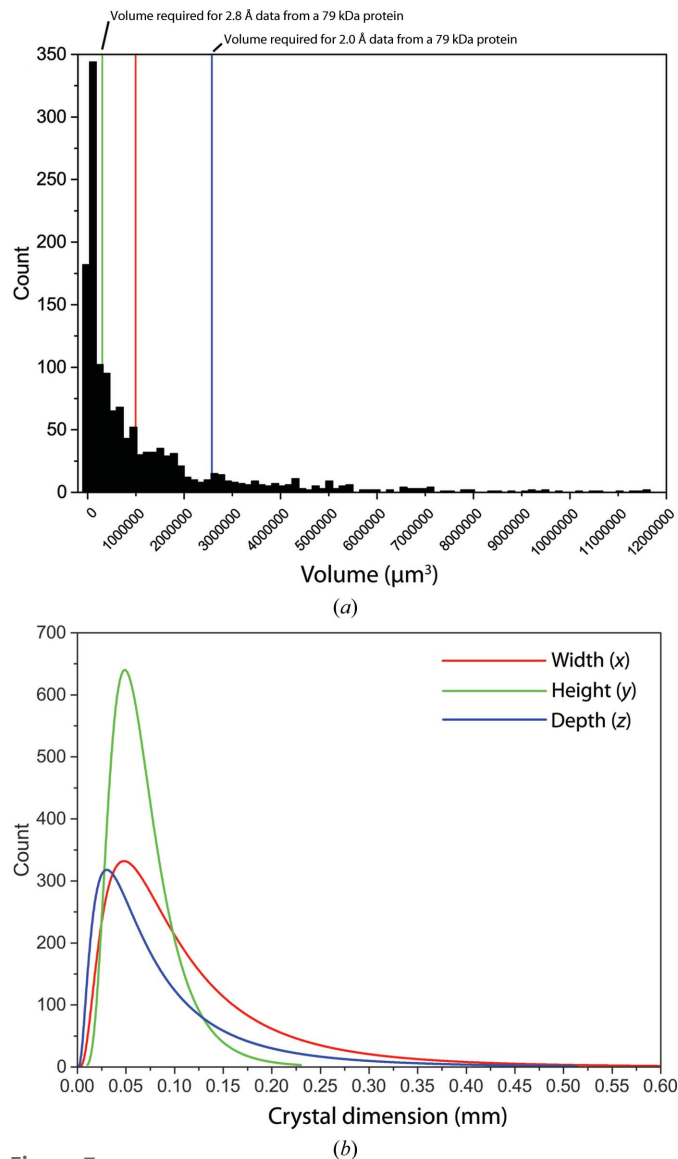 Volume required for 2.8 Å data from a 79 kDa protein
Volume required for 2.0 Å data from a 79 kDa protein
350
300
250
200
150
100
50
0
Count
0 1000000 2000000 3000000 4000000 5000000 6000000 7000000 8000000 9000000 10000000 11000000 12000000
Volume (µm³)
(a)
700
600
500
400
300
200
100
0
Count
Width (x)
Height (y)
Depth (z)
0.00 0.05 0.10 0.15 0.20 0.25 0.30 0.35 0.40 0.45 0.50 0.55 0.60
Crystal dimension (mm)
(b)